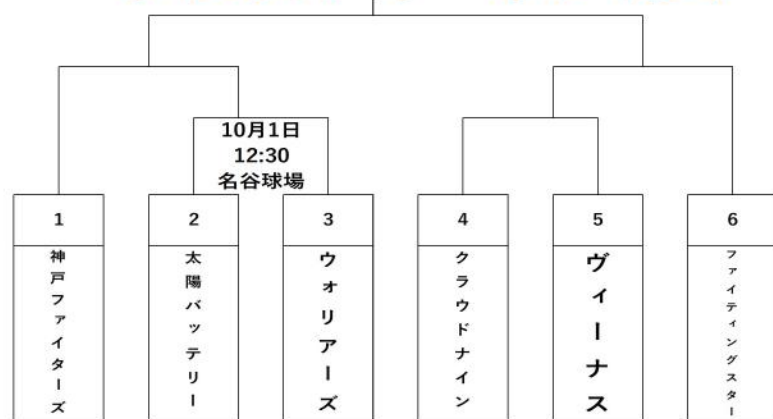 10月1日
12:30
名谷球場
1
2
3
4
5
6
神戸ファイターズ
太陽バッテリー
ウォリアーズ
クラウドナイン
ヴィーナス
ファイティングスター